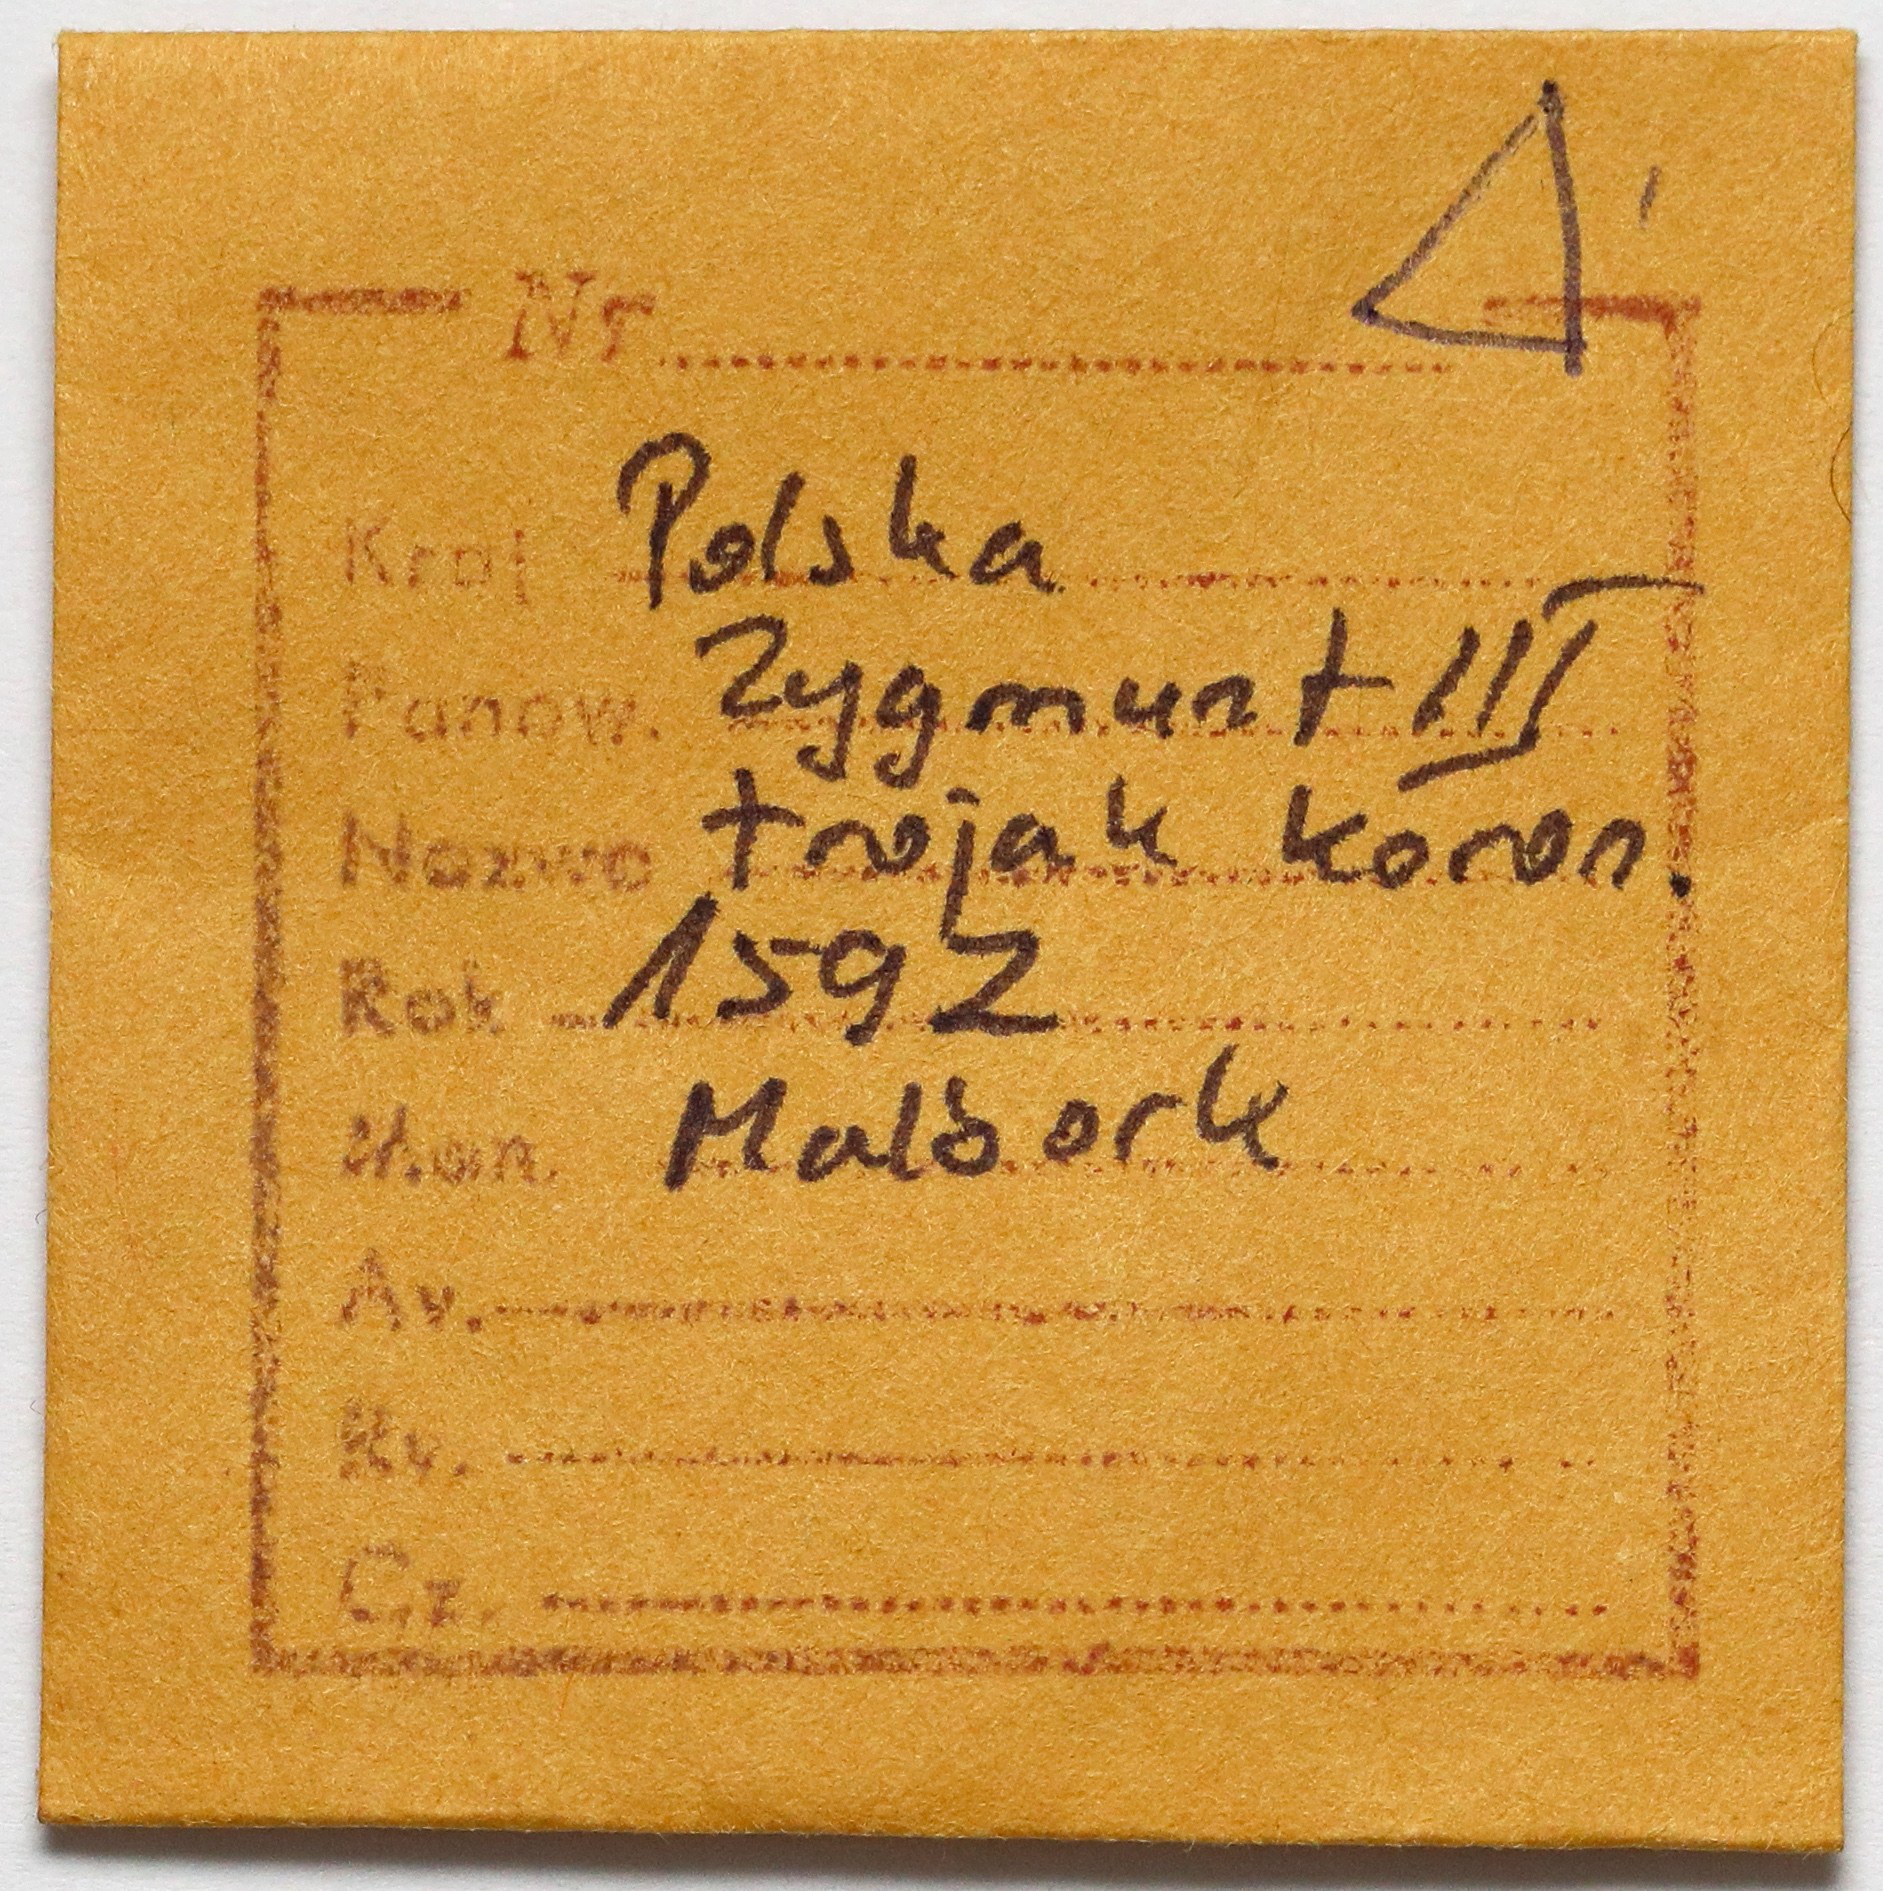 Nr
Kraj Polska
Panow. Zygmunt III
Nazwa trojak koron.
Rok 1592
Men. Malbork
Av.
Rv.
Cz.